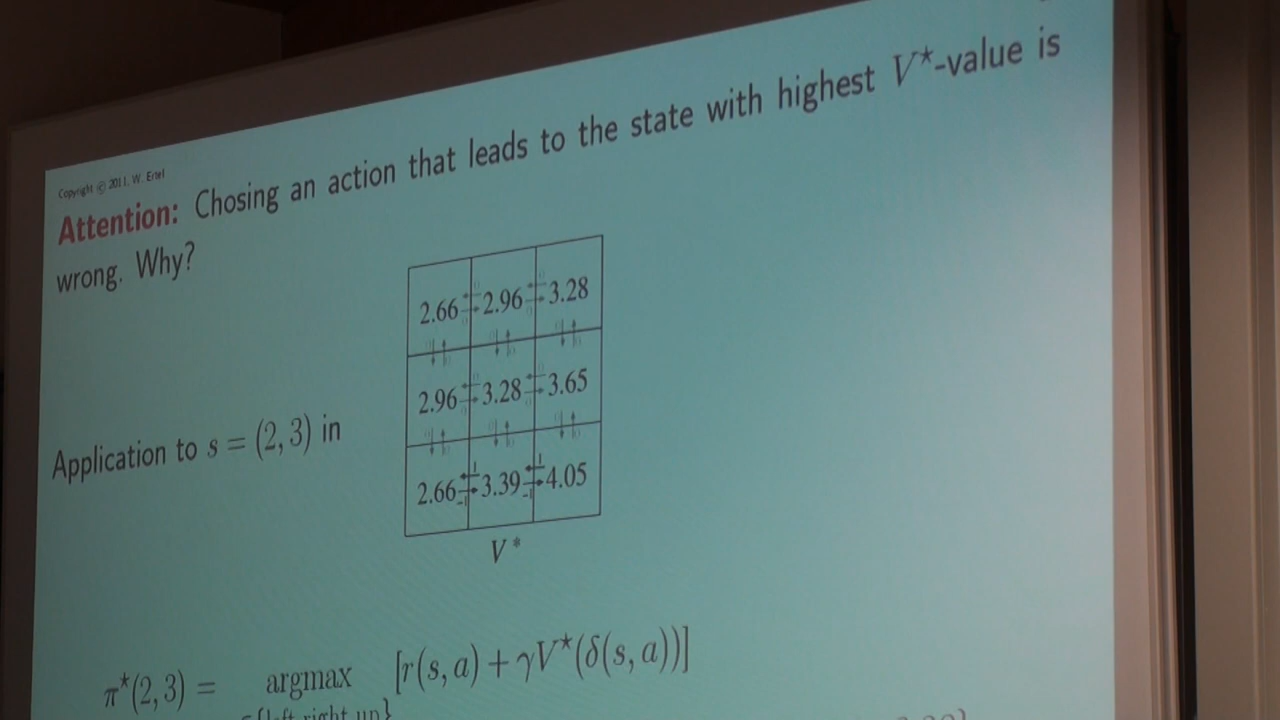 Copyright © 2011, W. Ertel
Attention: Chosing an action that leads to the state with highest V*-value is
wrong. Why?
2.66 2.96 3.28
2.96 3.28 3.65
Application to s = (2, 3) in
2.66 3.39 4.05
V*
π*(2, 3) = argmax [r(s, a) + γV*(δ(s, a))]